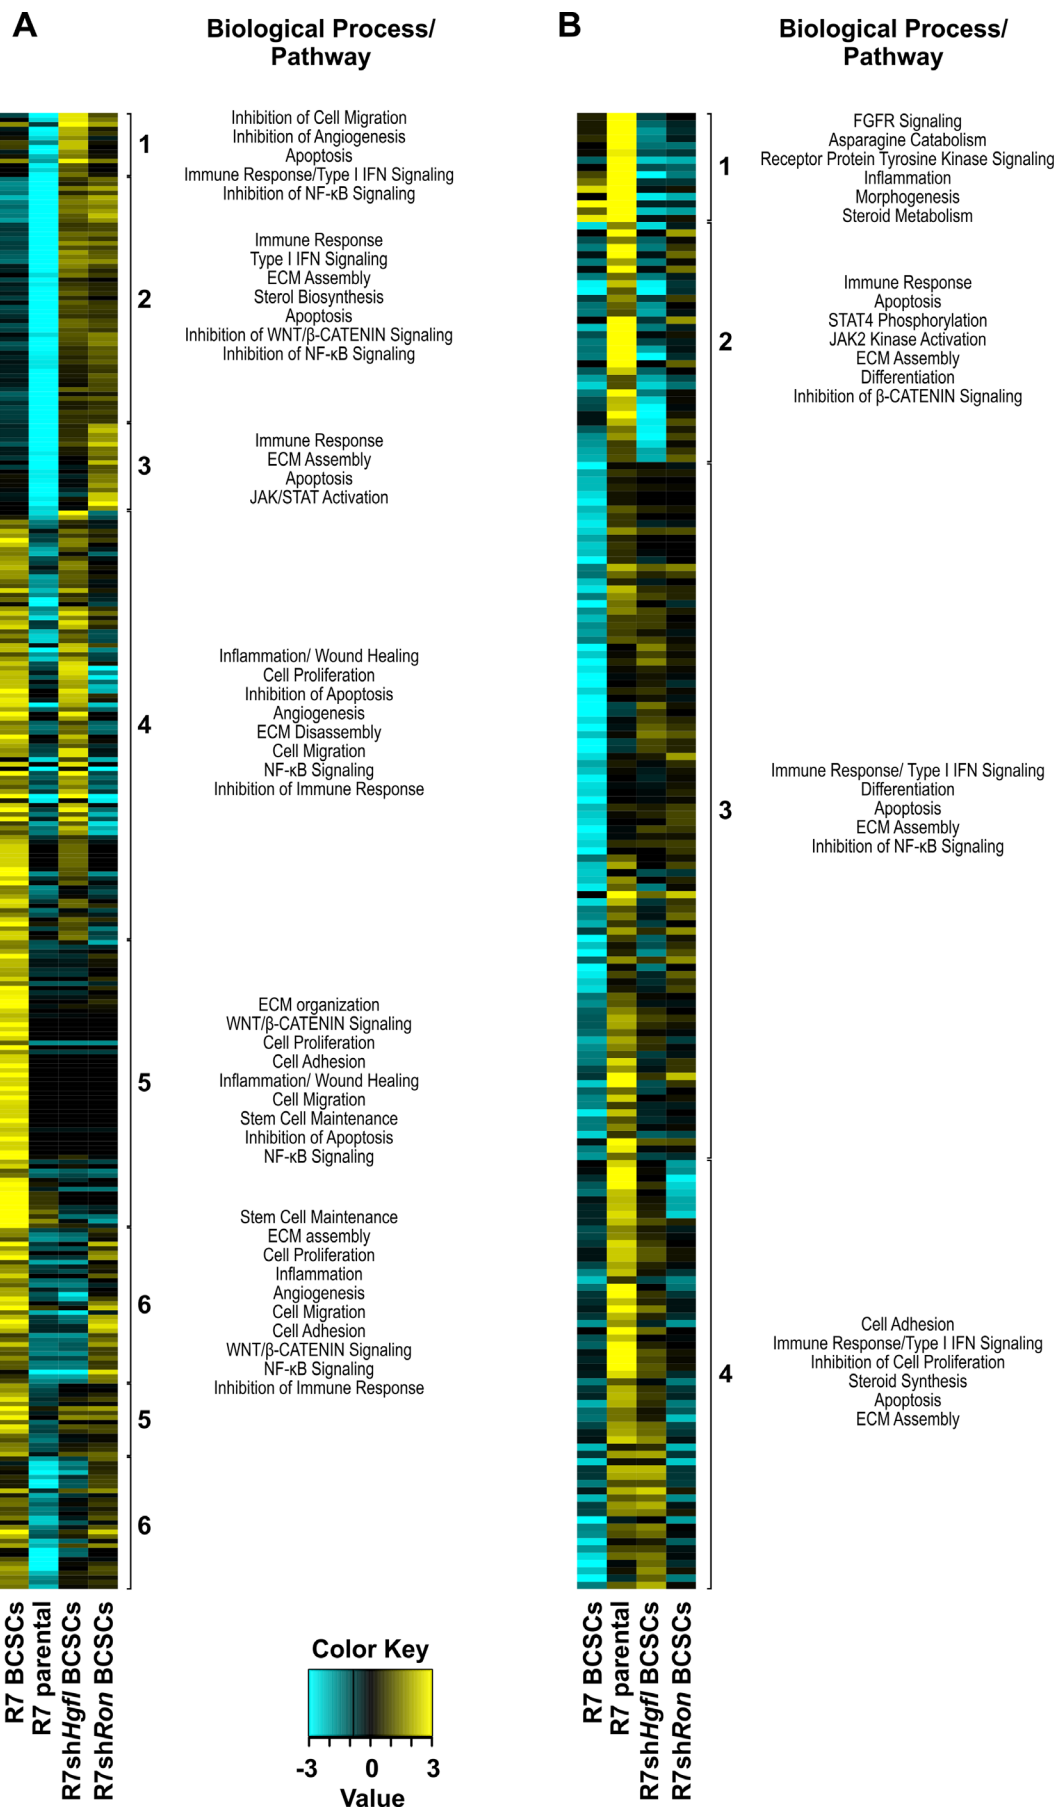 A
Biological Process/
Pathway
1
Inhibition of Cell Migration
Inhibition of Angiogenesis
Apoptosis
Immune Response/Type I IFN Signaling
Inhibition of NF-κB Signaling
2
Immune Response
Type I IFN Signaling
ECM Assembly
Sterol Biosynthesis
Apoptosis
Inhibition of WNT/β-CATENIN Signaling
Inhibition of NF-κB Signaling
3
Immune Response
ECM Assembly
Apoptosis
JAK/STAT Activation
4
Inflammation/ Wound Healing
Cell Proliferation
Inhibition of Apoptosis
Angiogenesis
ECM Disassembly
Cell Migration
NF-κB Signaling
Inhibition of Immune Response
5
ECM organization
WNT/β-CATENIN Signaling
Cell Proliferation
Cell Adhesion
Inflammation/ Wound Healing
Cell Migration
Stem Cell Maintenance
Inhibition of Apoptosis
NF-κB Signaling
6
Stem Cell Maintenance
ECM assembly
Cell Proliferation
Inflammation
Angiogenesis
Cell Migration
Cell Adhesion
WNT/β-CATENIN Signaling
NF-κB Signaling
Inhibition of Immune Response
5
6
R7 BCSCs
R7 parental
R7shHgfl BCSCs
R7shRon BCSCs
Color Key
-3 0 3
Value
B
Biological Process/
Pathway
1
FGFR Signaling
Asparagine Catabolism
Receptor Protein Tyrosine Kinase Signaling
Inflammation
Morphogenesis
Steroid Metabolism
2
Immune Response
Apoptosis
STAT4 Phosphorylation
JAK2 Kinase Activation
ECM Assembly
Differentiation
Inhibition of β-CATENIN Signaling
3
Immune Response/ Type I IFN Signaling
Differentiation
Apoptosis
ECM Assembly
Inhibition of NF-κB Signaling
4
Cell Adhesion
Immune Response/Type I IFN Signaling
Inhibition of Cell Proliferation
Steroid Synthesis
Apoptosis
ECM Assembly
R7 BCSCs
R7 parental
R7shHgfl BCSCs
R7shRon BCSCs